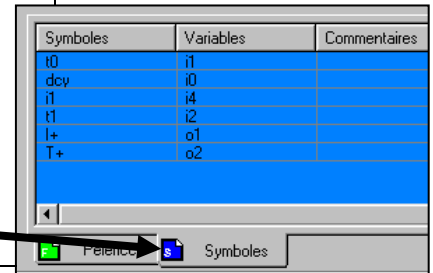 Symboles Variables Commentaires
t0 i1
dcy i0
i1 i4
t1 i2
I+ o1
T+ o2
F S Symboles